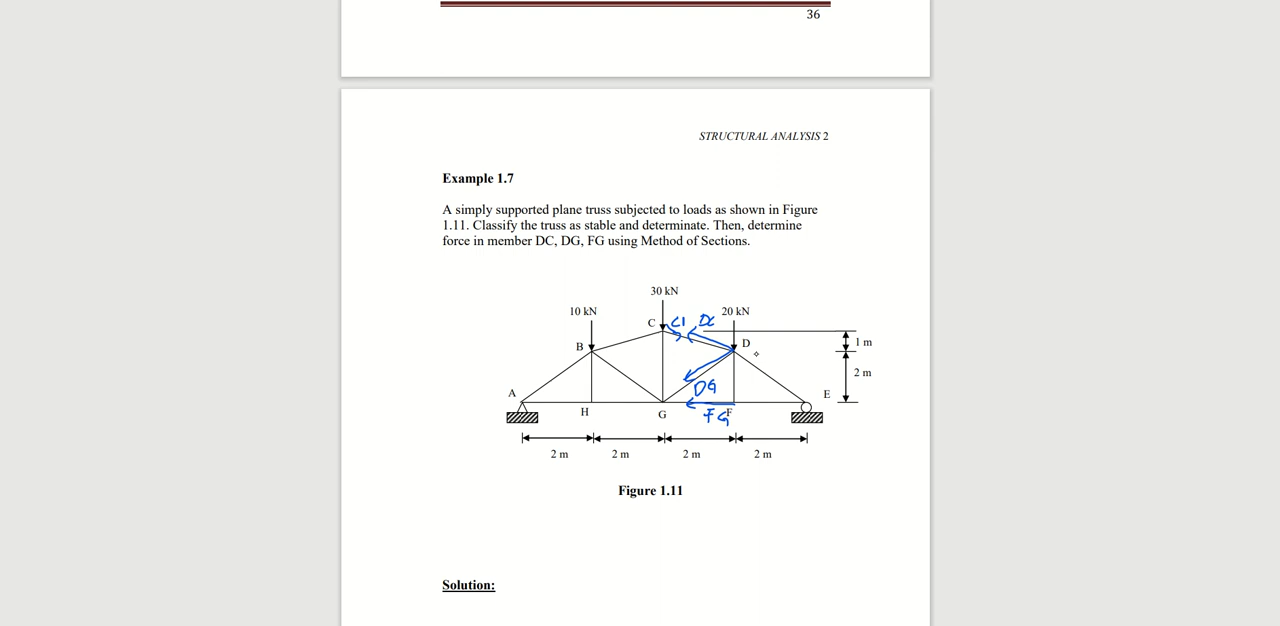 36
STRUCTURAL ANALYSIS 2
Example 1.7
A simply supported plane truss subjected to loads as shown in Figure
1.11. Classify the truss as stable and determinate. Then, determine
force in member DC, DG, FG using Method of Sections.
30 kN
10 kN
20 kN
C
DC
B
D
1 m
2 m
DG
A
E
H
G
F
FG
2 m
2 m
2 m
2 m
Figure 1.11
Solution: